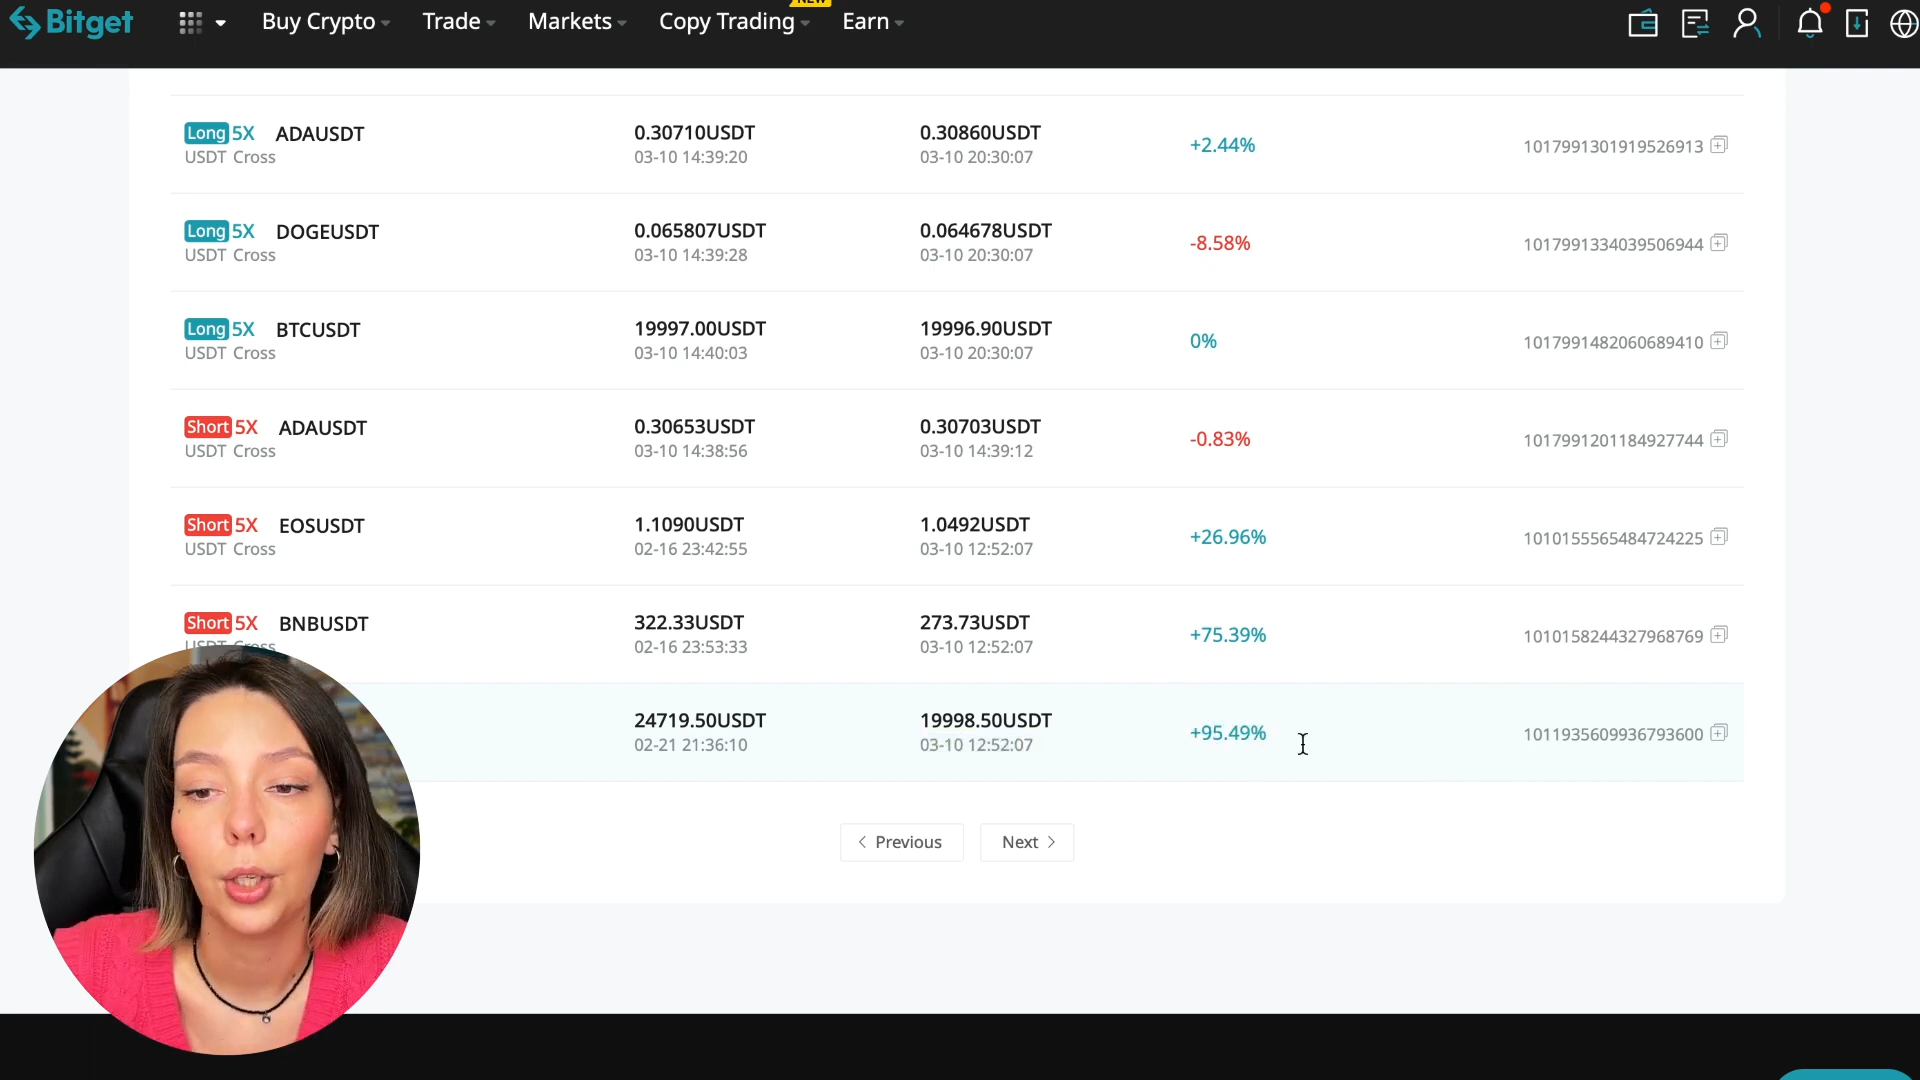 Bitget
Buy Crypto
Trade
Markets
Copy Trading
NEW
Earn
Long 5X ADAUSDT 0.30710USDT 0.30860USDT +2.44% 1017991301919526913
USDT Cross 03-10 14:39:20 03-10 20:30:07
Long 5X DOGEUSDT 0.065807USDT 0.064678USDT -8.58% 1017991334039506944
USDT Cross 03-10 14:39:28 03-10 20:30:07
Long 5X BTCUSDT 19997.00USDT 19996.90USDT 0% 1017991482060689410
USDT Cross 03-10 14:40:03 03-10 20:30:07
Short 5X ADAUSDT 0.30653USDT 0.30703USDT -0.83% 1017991201184927744
USDT Cross 03-10 14:38:56 03-10 14:39:12
Short 5X EOSUSDT 1.1090USDT 1.0492USDT +26.96% 1010155565484724225
USDT Cross 02-16 23:42:55 03-10 12:52:07
Short 5X BNBUSDT 322.33USDT 273.73USDT +75.39% 1010158244327968769
USDT Cross 02-16 23:53:33 03-10 12:52:07
24719.50USDT 19998.50USDT +95.49% 1011935609936793600
02-21 21:36:10 03-10 12:52:07
Previous Next